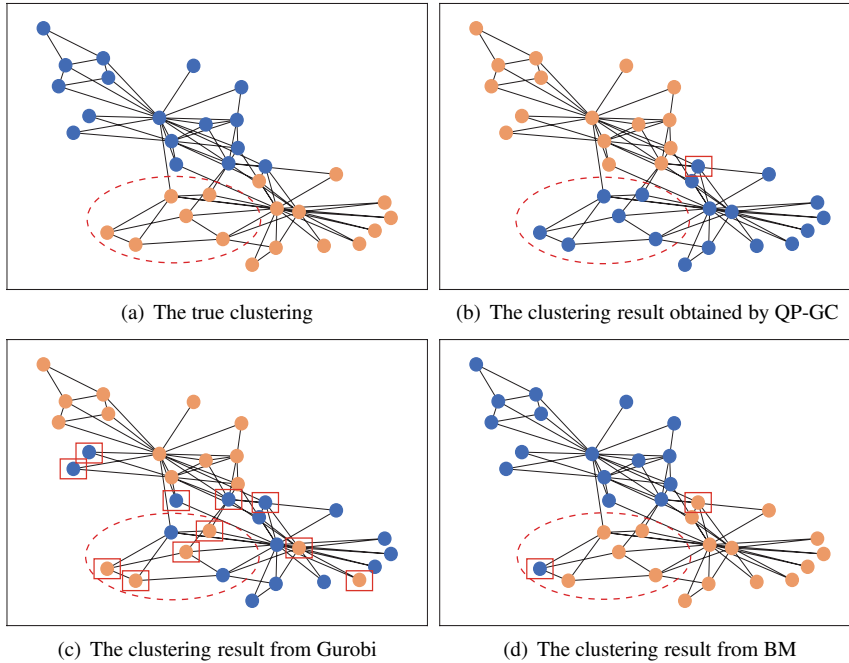 (a) The true clustering
(b) The clustering result obtained by QP-GC
(c) The clustering result from Gurobi
(d) The clustering result from BM